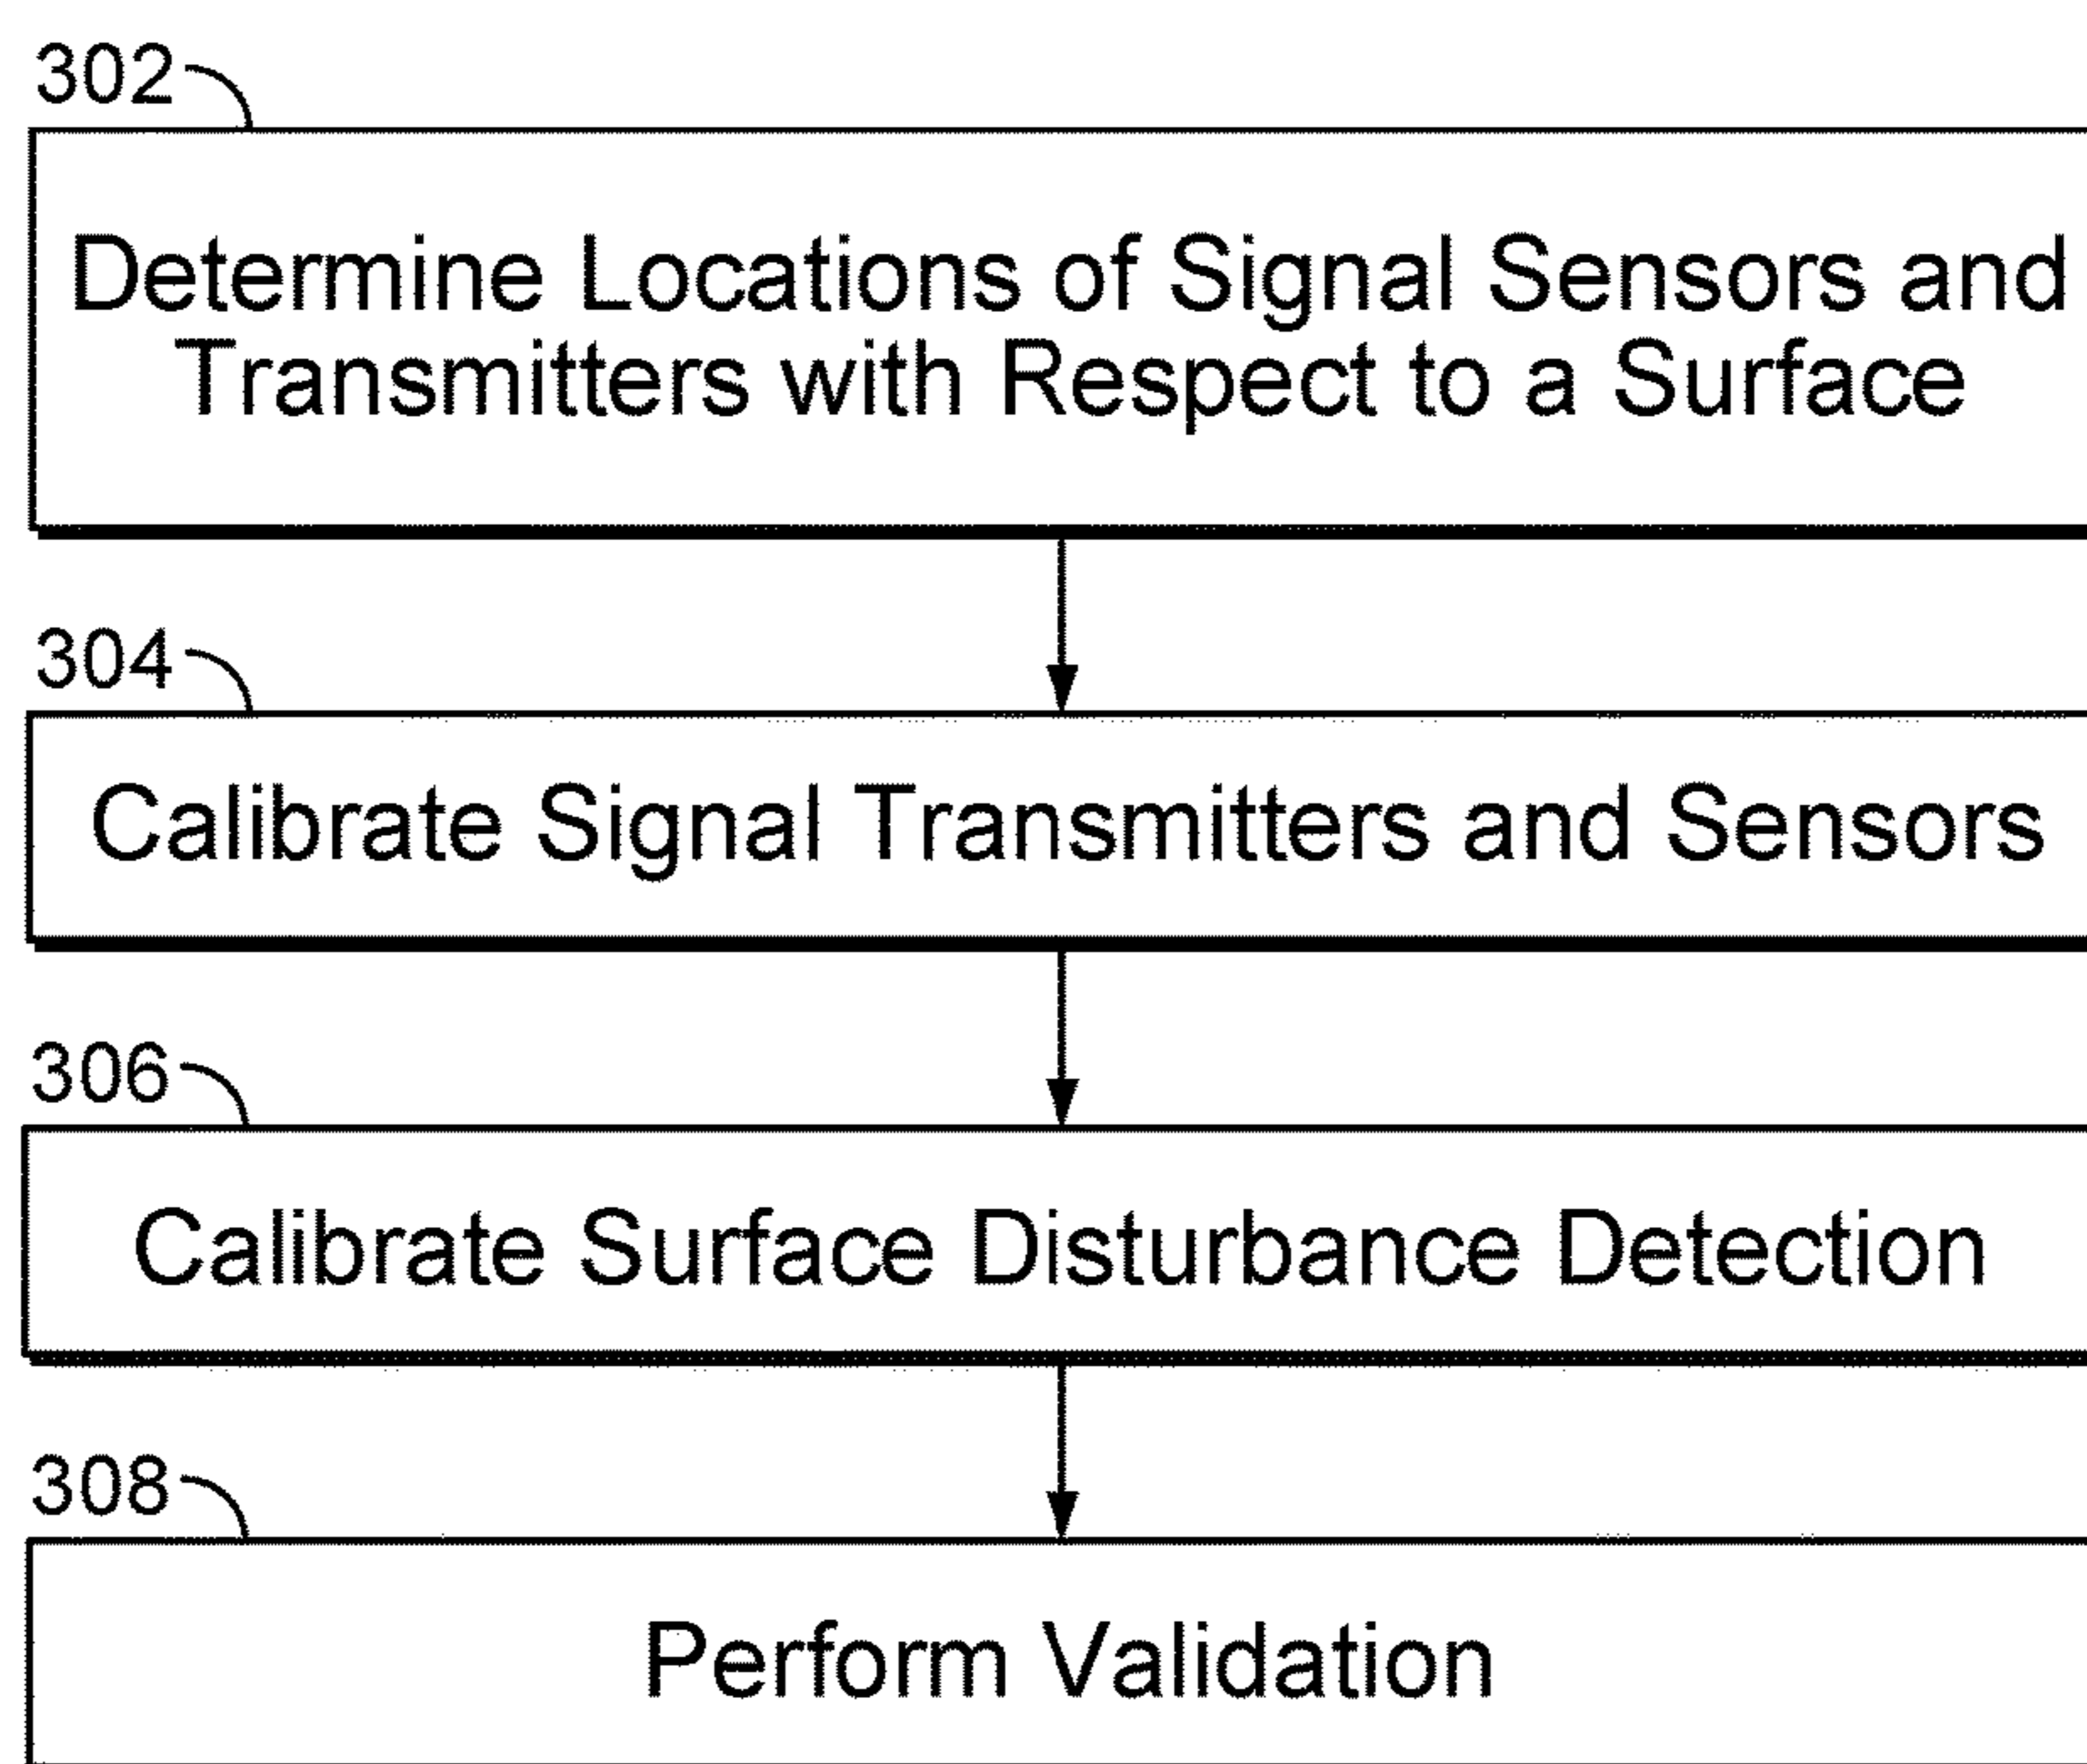 302
Determine Locations of Signal Sensors and
Transmitters with Respect to a Surface
304
Calibrate Signal Transmitters and Sensors
306
Calibrate Surface Disturbance Detection
308
Perform Validation